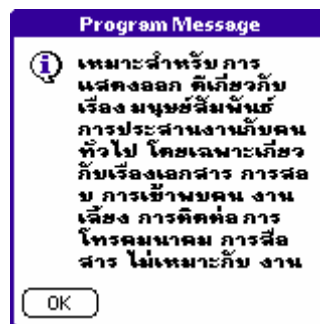 Program Message
เหมาะสำหรับ การ
แสดงออก ดีเกี่ยวกับ
เรื่อง มนุษย์สัมพันธ์
การประสานงานกับคน
ทั่วไป โดยเฉพาะเกี่ยว
กับเรื่องเอกสาร การสอ
บ การเข้าพบคน งาน
เลี้ยง การติดต่อ การ
โทรคมนาคม การสื่อ
สาร ไม่เหมาะกับ งาน
OK